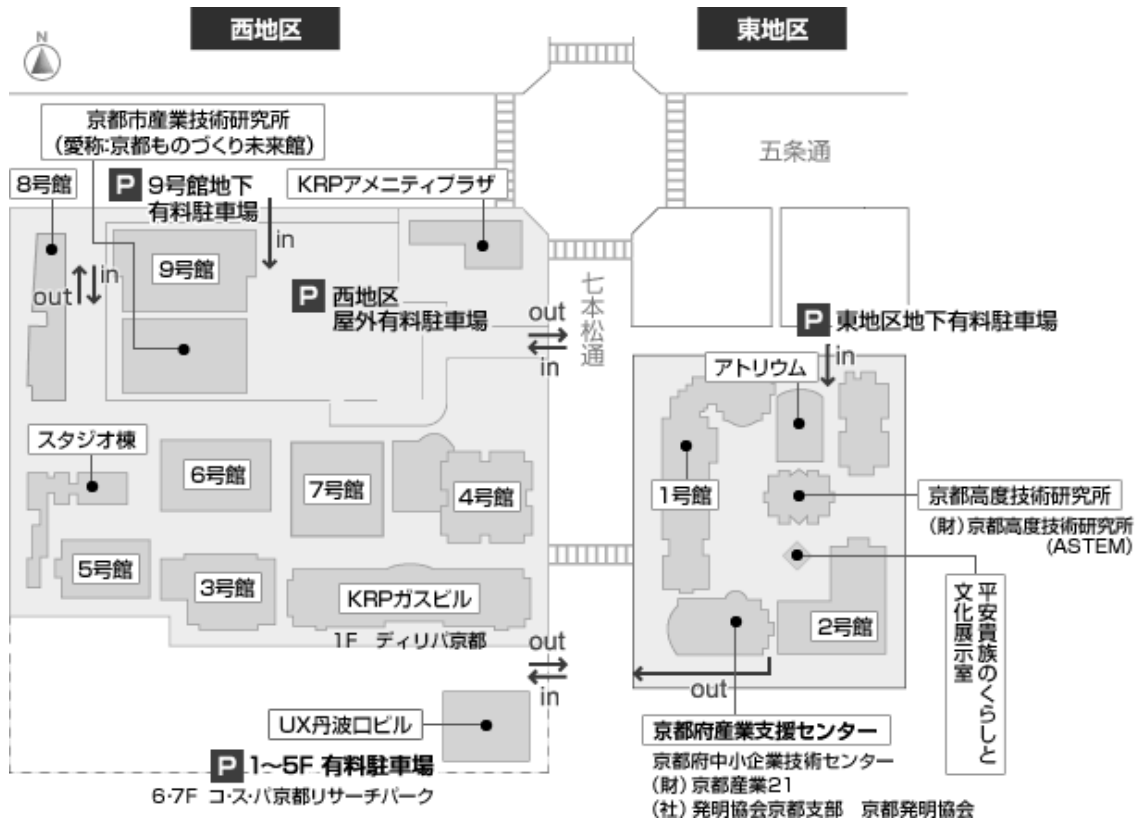 西地区
東地区
N
京都市産業技術研究所
(愛称:京都ものづくり未来館)
五条通
8号館
P 9号館地下
有料駐車場
KRPアメニティプラザ
in
9号館
in
out
P 西地区
屋外有料駐車場
七本松通
out
in
P 東地区地下有料駐車場
in
アトリウム
スタジオ棟
6号館
7号館
4号館
1号館
京都高度技術研究所
(財)京都高度技術研究所
(ASTEM)
5号館
3号館
KRPガスビル
1F ディリパ京都
2号館
平安貴族のくらしと
文化展示室
out
in
out
UX丹波口ビル
P 1〜5F 有料駐車場
6・7F コ・ス・パ京都リサーチパーク
京都府産業支援センター
京都府中小企業技術センター
(財)京都産業21
(社)発明協会京都支部 京都発明協会